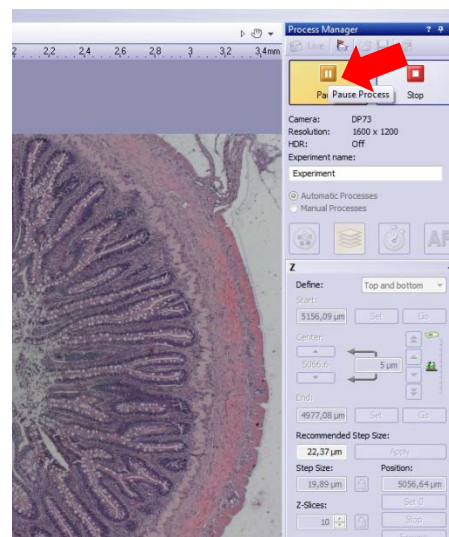 Process Manager ?
2 2,2 2,4 2,6 2,8 3 3,2 3,4mm
Live
Pause Process Stop
Camera: DP73
Resolution: 1600 x 1200
HDR: Off
Experiment name:
Experiment
Automatic Processes
Manual Processes
AF
Z
Define: Top and bottom
Start:
5156,09 µm Set Go
Center:
5066,6 5 µm
End:
4977,08 µm Set Go
Recommended Step Size:
22,37 µm Apply
Step Size: Position:
19,89 µm 5056,64 µm
Z-Slices: Set 0
10 Stop